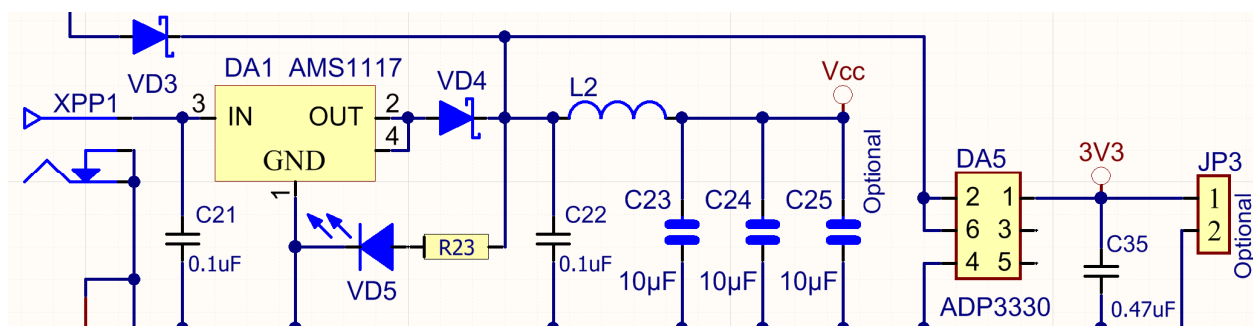 VD3
DA1 AMS1117
VD4
L2
Vcc
XPP1
3
IN
OUT
2
4
GND
1
C21
0.1uF
VD5
R23
C22
0.1uF
C23
10µF
C24
10µF
C25
10µF
Optional
DA5
2 1
6 3
4 5
ADP3330
3V3
C35
0.47uF
JP3
1
2
Optional